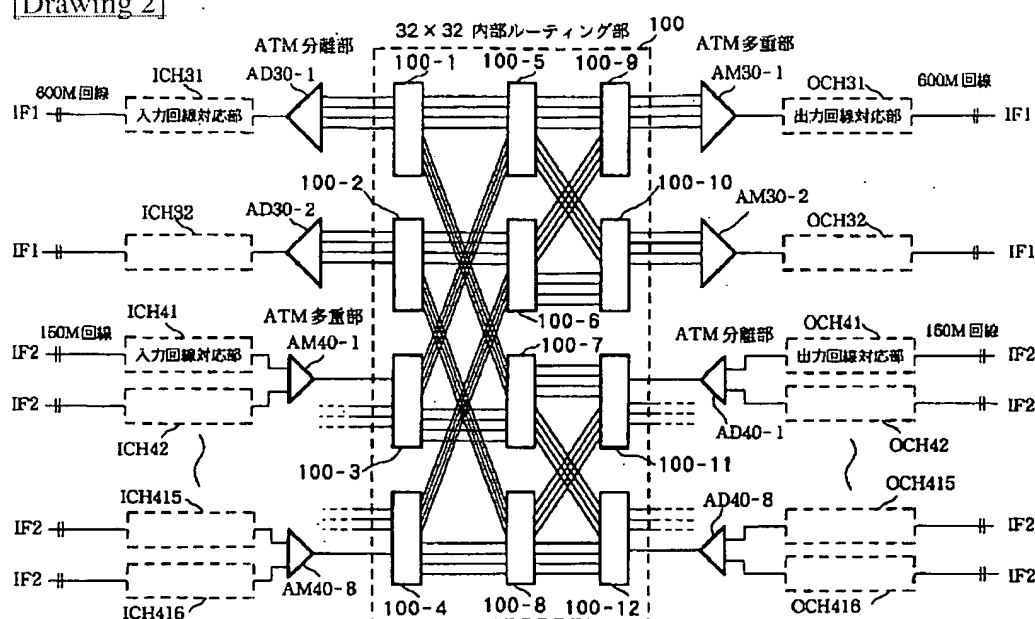 [Drawing 2]
32×32 内部ルーティング部
100
ATM分離部
ICH31
AD30-1
100-1
100-5
100-9
ATM多重部
AM30-1
OCH31
600M回線
600M回線
IF1
入力回線対応部
出力回線対応部
IF1
100-2
100-10
ICH32
AD30-2
AM30-2
OCH32
IF1
IF1
ICH41
ATM多重部
100-6
ATM分離部
OCH41
150M回線
AM40-1
100-7
150M回線
IF2
入力回線対応部
出力回線対応部
IF2
IF2
IF2
AD40-1
ICH42
OCH42
100-3
100-11
ICH415
AD40-8
OCH415
IF2
IF2
IF2
IF2
ICH416
AM40-8
100-4
100-8
100-12
OCH416